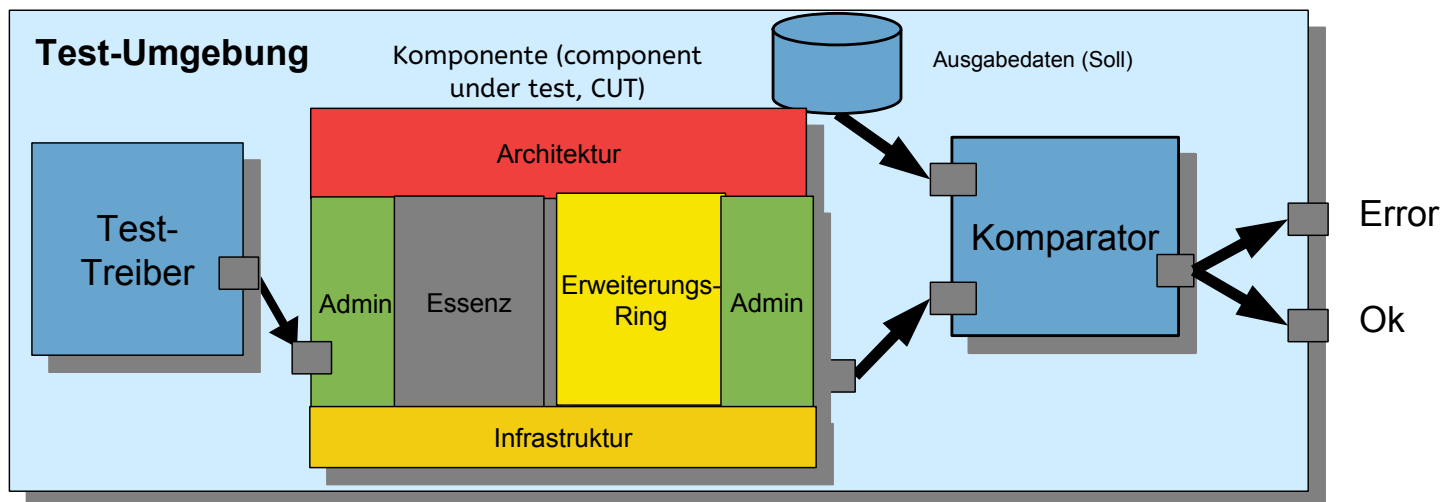 Test-Umgebung
Komponente (component
under test, CUT)
Ausgabedaten (Soll)
Architektur
Test-
Treiber
Admin
Essenz
Erweiterungs-
Ring
Admin
Infrastruktur
Komparator
Error
Ok